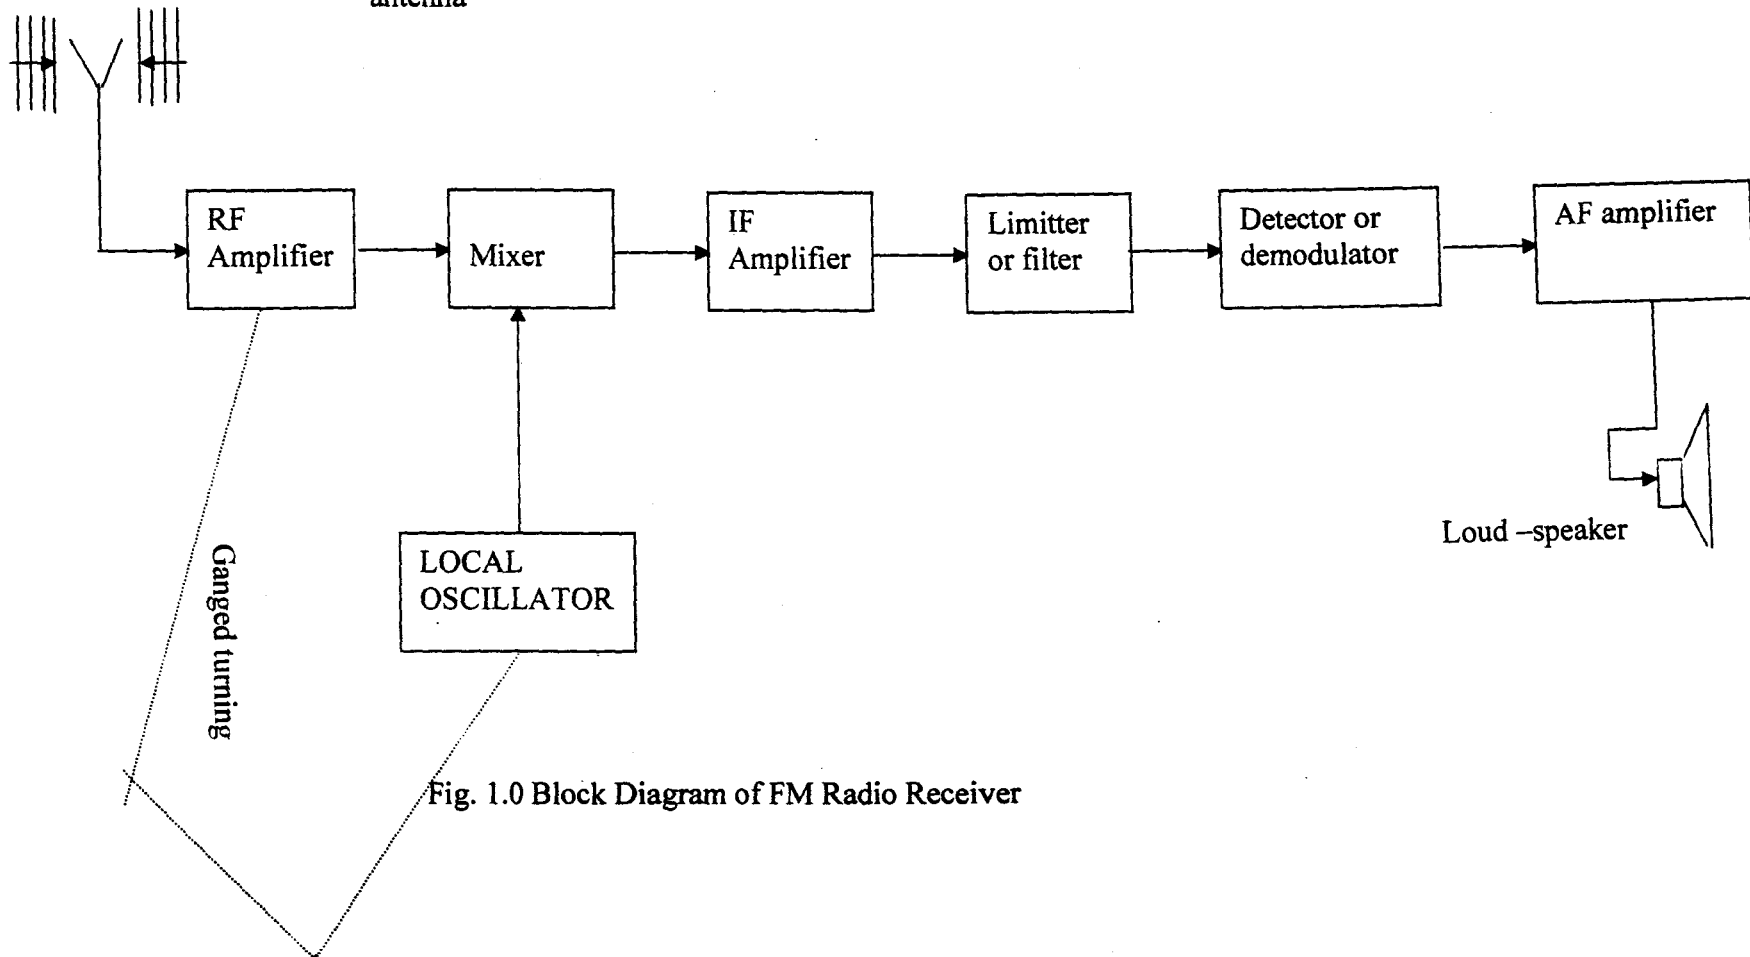 antenna
RF
Amplifier
Mixer
IF
Amplifier
Limitter
or filter
Detector or
demodulator
AF amplifier
LOCAL
OSCILLATOR
Ganged turning
Loud –speaker
Fig. 1.0 Block Diagram of FM Radio Receiver